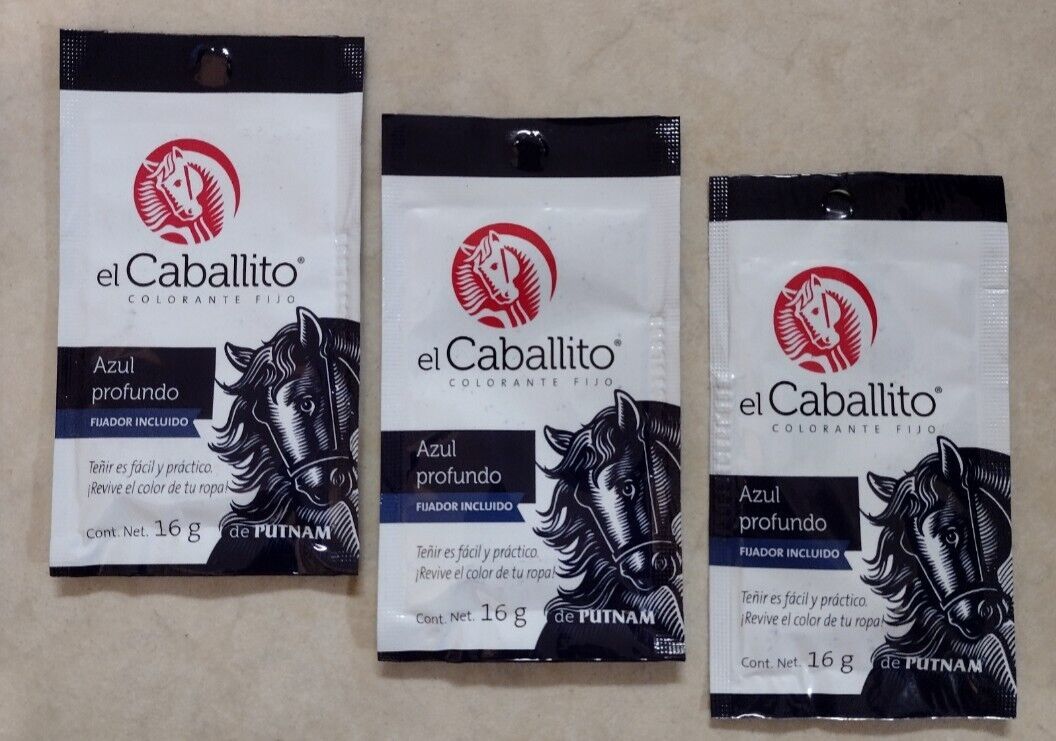 el Caballito®
COLORANTE FIJO
Azul
profundo
FIJADOR INCLUIDO
Teñir es fácil y práctico.
¡Revive el color de tu ropa!
Cont. Net. 16 g
de PUTNAM
el Caballito®
COLORANTE FIJO
Azul
profundo
FIJADOR INCLUIDO
Teñir es fácil y práctico.
¡Revive el color de tu ropa!
Cont. Net. 16 g
de PUTNAM
el Caballito®
COLORANTE FIJO
Azul
profundo
FIJADOR INCLUIDO
Teñir es fácil y práctico.
¡Revive el color de tu ropa!
Cont. Net. 16 g
de PUTNAM